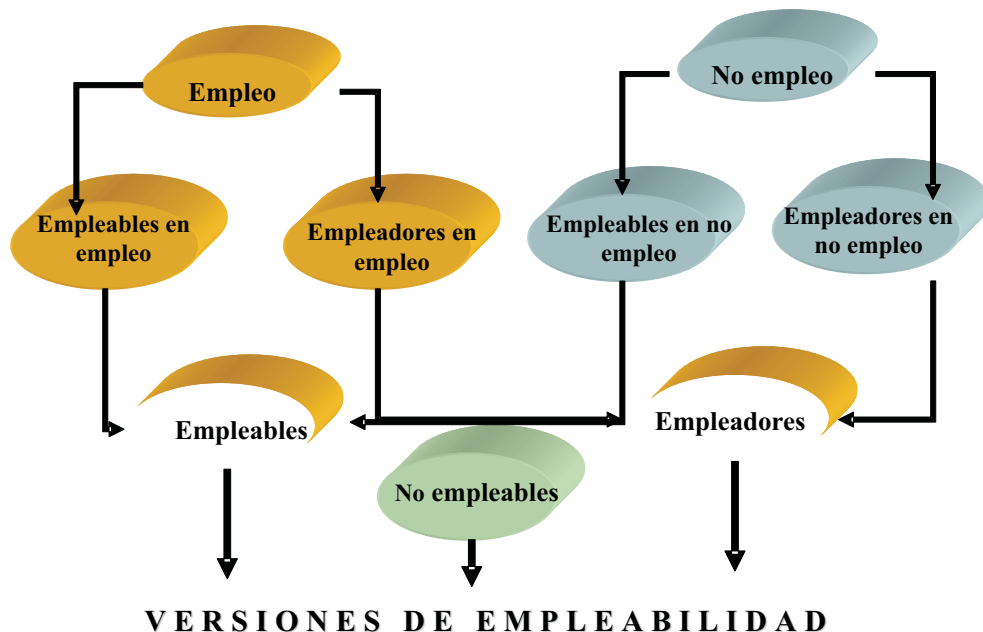 Empleo
No empleo
Empleables en
empleo
Empleadores en
empleo
Empleables en no
empleo
Empleadores en
no empleo
Empleables
Empleadores
No empleables
VERSIONES DE EMPLEABILIDAD